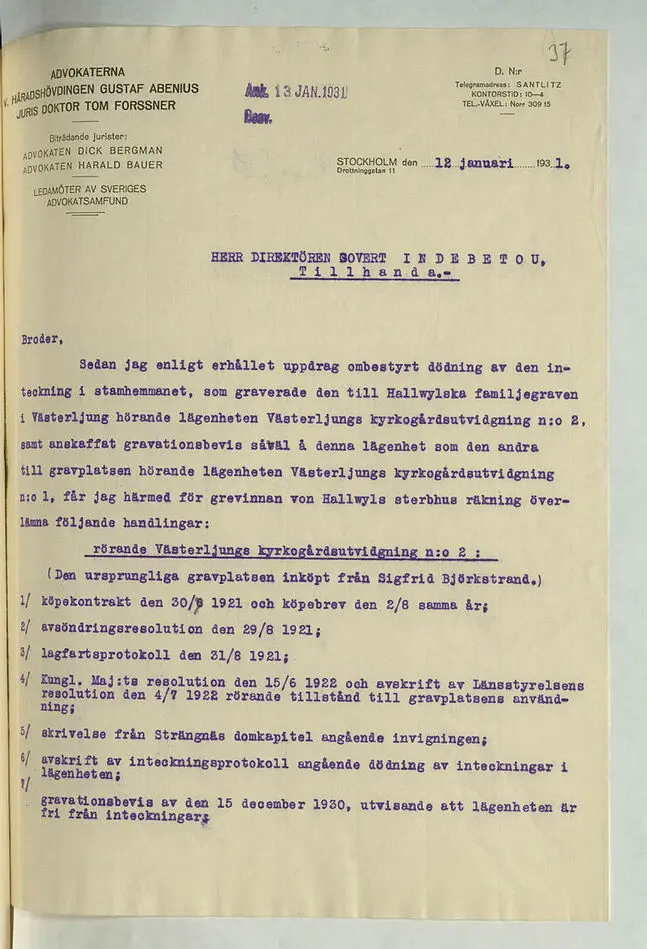 37
ADVOKATERNA
V. HÄRADSHÖVDINGEN GUSTAF ABENIUS
JURIS DOKTOR TOM FORSSNER
Biträdande jurister:
ADVOKATEN DICK BERGMAN
ADVOKATEN HARALD BAUER
LEDAMÖTER AV SVERIGES
ADVOKATSAMFUND
Ank. 13 JAN. 1931
Besv.
D. N:r
Telegramadress: SANTLITZ
KONTORSTID: 10—4
TEL.-VÄXEL: Norr 309 15
STOCKHOLM den 12 januari 1931.
Drottninggatan 11
HERR DIREKTÖREN SOVERT I N D E B E T O U,
T i l l h a n d a.-
Broder,
Sedan jag enligt erhållet uppdrag ombestyrt dödning av den in-
teckning i stamhemmanet, som graverade den till Hallwylska familjegraven
i Västerljung hörande lägenheten Västerljungs kyrkogårdsutvidgning n:o 2,
samt anskaffat gravationsbevis såväl å denna lägenhet som den andra
till gravplatsen hörande lägenheten Västerljungs kyrkogårdsutvidgning
n:o 1, får jag härmed för grevinnan von Hallwyls sterbhus räkning över-
lämna följande handlingar:
rörande Västerljungs kyrkogårdsutvidgning n:o 2 :
(Den ursprungliga gravplatsen inköpt från Sigfrid Björkstrand.)
1/ köpekontrakt den 1921 och köpebrev den 2/8 samma år;
2/ avsöndringsresolution den 29/8 1921;
3/ lagfartsprotokoll den 31/8 1921;
4/ Kungl. Maj:ts resolution den 15/6 1922 och avskrift av Länsstyrelsens
resolution den 4/7 1922 rörande tillstånd till gravplatsens använd-
ning;
5/ skrivelse från Strängnäs domkapitel angående invigningen;
6/ avskrift av inteckningsprotokoll angående dödning av inteckningar i
lägenheten;
7/
gravationsbevis av den 15 december 1930, utvisande att lägenheten är
fri från inteckningar;